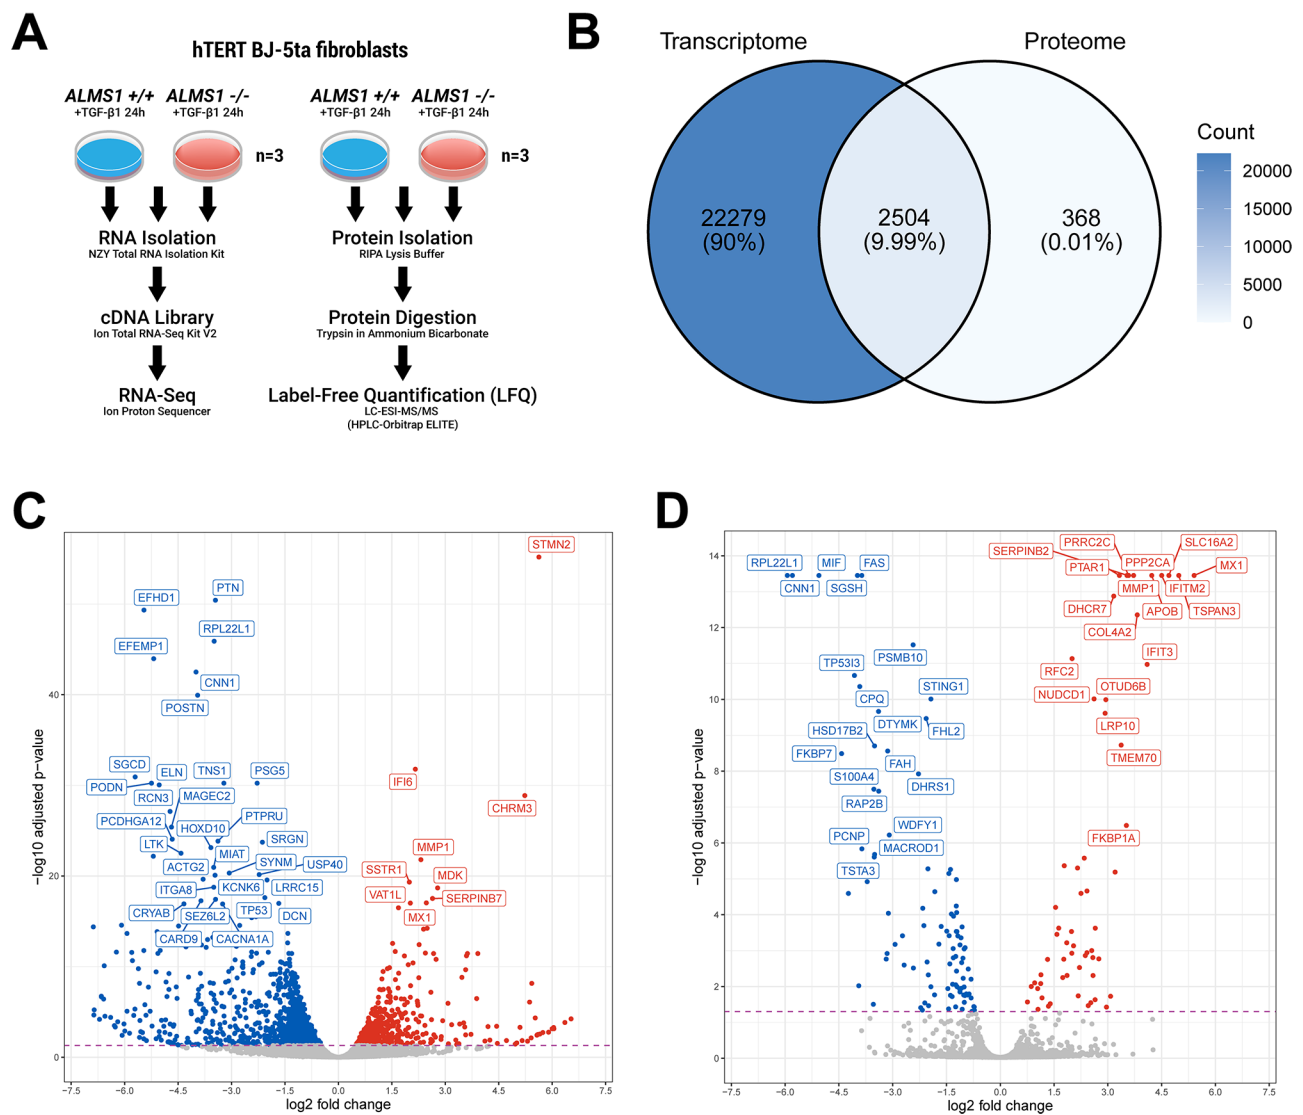 A
hTERT BJ-5ta fibroblasts
ALMS1 +/+ ALMS1 -/- ALMS1 +/+ ALMS1 -/-
+TGF-β1 24h +TGF-β1 24h +TGF-β1 24h +TGF-β1 24h
n=3 n=3
RNA Isolation
NZY Total RNA Isolation Kit
cDNA Library
Ion Total RNA-Seq Kit V2
RNA-Seq
Ion Proton Sequencer
Protein Isolation
RIPA Lysis Buffer
Protein Digestion
Trypsin in Ammonium Bicarbonate
Label-Free Quantification (LFQ)
LC-ESI-MS/MS
(HPLC-Orbitrap ELITE)
B
Transcriptome Proteome
22279 2504 368
(90%) (9.99%) (0.01%)
Count
20000
15000
10000
5000
0
C
STMN2
PTN
EFHD1
RPL22L1
EFEMP1
CNN1
POSTN
SGCD
ELN
TNS1
PSG5
PODN
RCN3
MAGEC2
PCDHGA12
HOXD10
PTPRU
LTK
MIAT
SRGN
ACTG2
SYNM
USP40
ITGA8
KCNK6
LRRC15
CRYAB
SEZ6L2
TP53
DCN
CARD9
CACNA1A
IFI6
CHRM3
MMP1
SSTR1
MDK
VAT1L
SERPINB7
MX1
40
20
0
−log10 adjusted p-value
−7.5 −6.0 −4.5 −3.0 −1.5 0.0 1.5 3.0 4.5 6.0 7.5
log2 fold change
D
RPL22L1
MIF
FAS
CNN1
SGSH
PSMB10
TP53I3
CPQ
STING1
DTYMK
FHL2
HSD17B2
FKBP7
FAH
S100A4
DHRS1
RAP2B
WDFY1
PCNP
MACROD1
TSTA3
PRRC2C
SLC16A2
SERPINB2
PTAR1
PPP2CA
MX1
MMP1
IFITM2
DHCR7
APOB
TSPAN3
COL4A2
IFIT3
RFC2
NUDCD1
OTUD6B
LRP10
TMEM70
FKBP1A
14
12
10
8
6
4
2
0
−log10 adjusted p-value
−7.5 −6.0 −4.5 −3.0 −1.5 0.0 1.5 3.0 4.5 6.0 7.5
log2 fold change